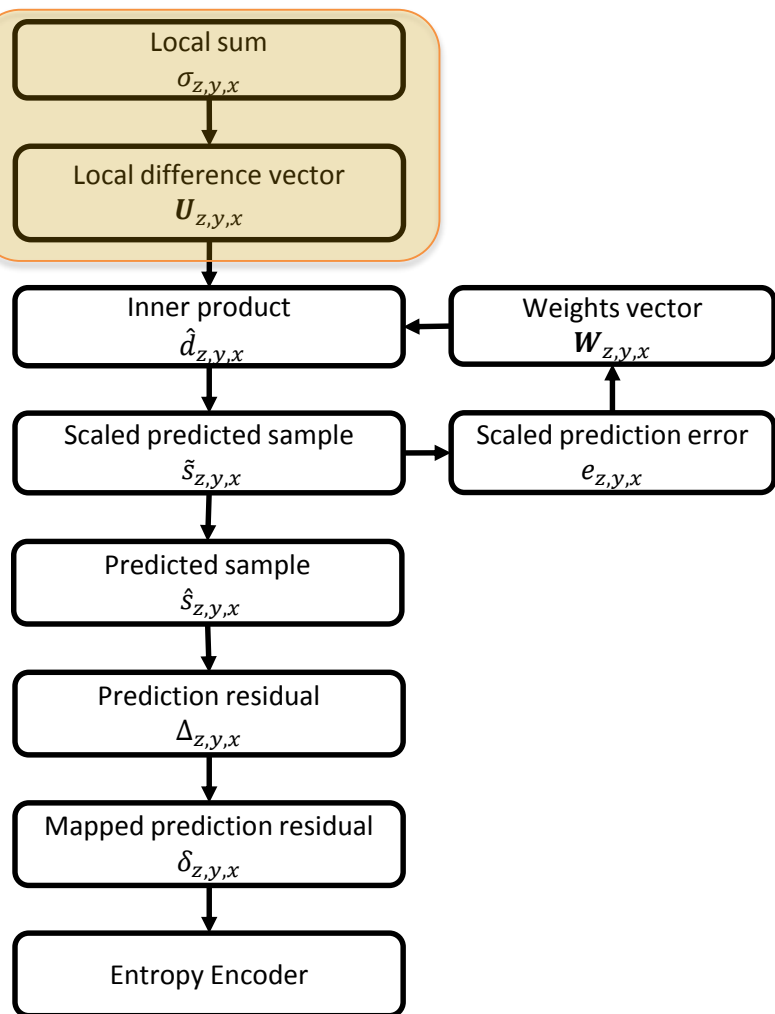 Local sum
σ_{z,y,x}
Local difference vector
U_{z,y,x}
Inner product
d̂_{z,y,x}
Weights vector
W_{z,y,x}
Scaled predicted sample
s̃_{z,y,x}
Scaled prediction error
e_{z,y,x}
Predicted sample
ŝ_{z,y,x}
Prediction residual
Δ_{z,y,x}
Mapped prediction residual
δ_{z,y,x}
Entropy Encoder